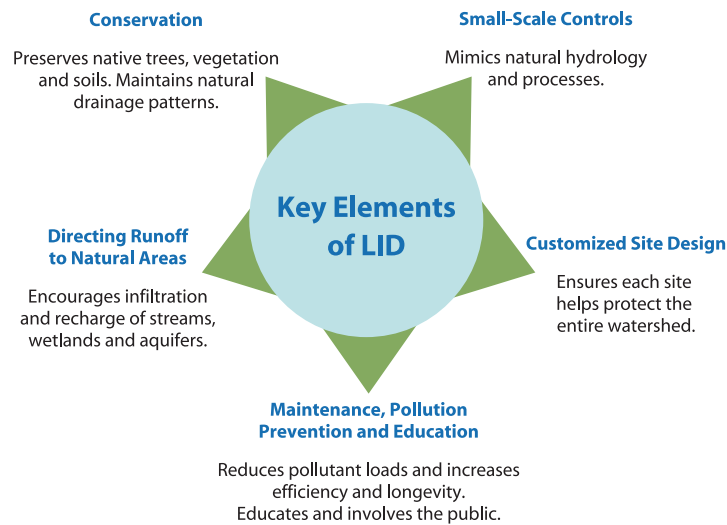 Conservation
Preserves native trees, vegetation
and soils. Maintains natural
drainage patterns.
Small-Scale Controls
Mimics natural hydrology
and processes.
Key Elements
of LID
Directing Runoff
to Natural Areas
Encourages infiltration
and recharge of streams,
wetlands and aquifers.
Customized Site Design
Ensures each site
helps protect the
entire watershed.
Maintenance, Pollution
Prevention and Education
Reduces pollutant loads and increases
efficiency and longevity.
Educates and involves the public.